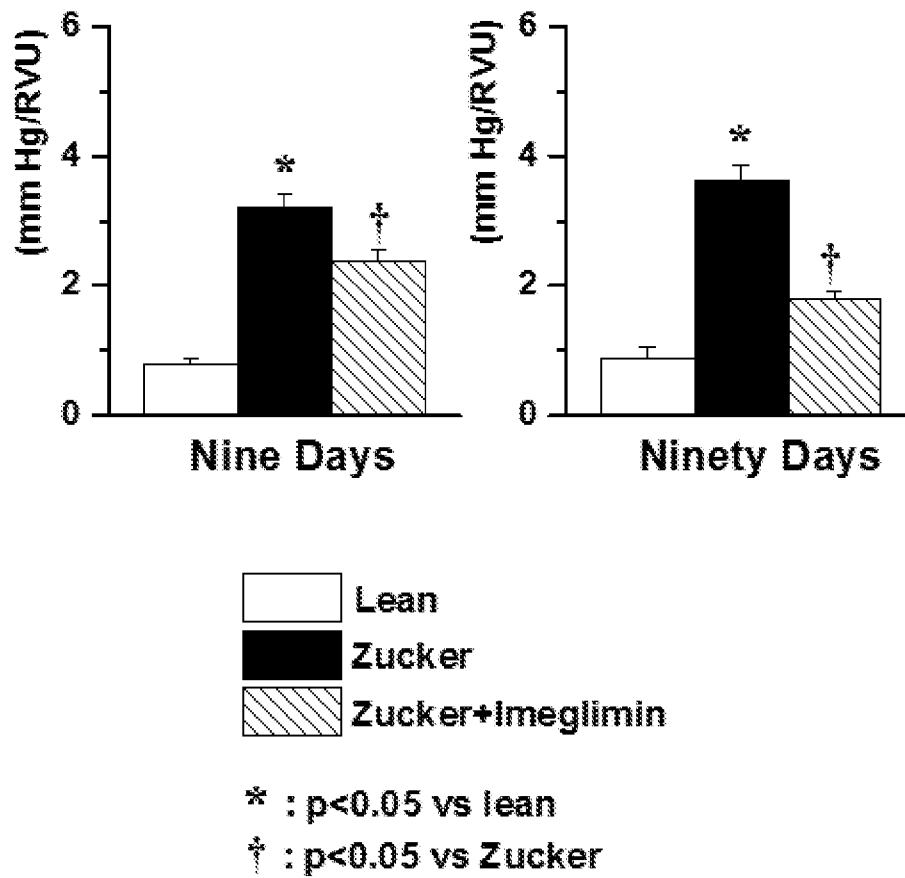 (mm Hg/RVU)
6
4
2
0
*
†
Nine Days
(mm Hg/RVU)
6
4
2
0
*
†
Ninety Days
Lean
Zucker
Zucker+Imeglimin
* : p<0.05 vs lean
† : p<0.05 vs Zucker